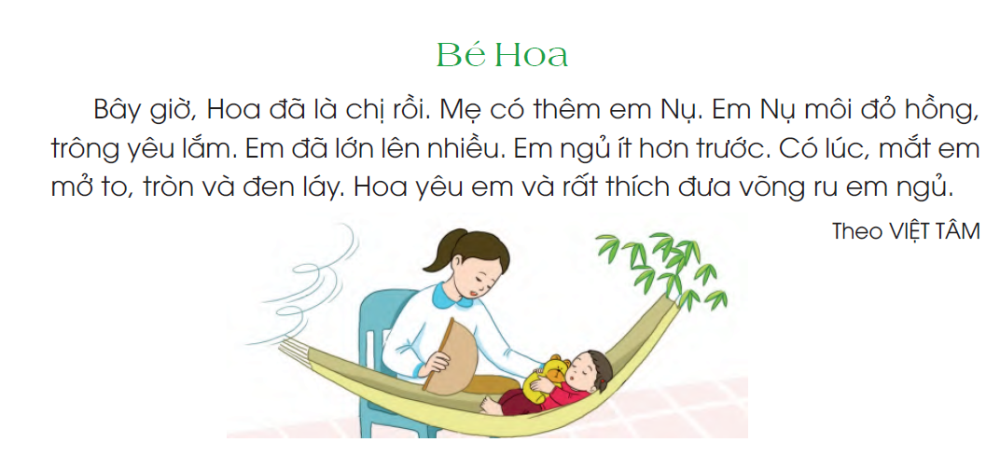 Bé Hoa
Bây giờ, Hoa đã là chị rồi. Mẹ có thêm em Nụ. Em Nụ môi đỏ hồng,
trông yêu lắm. Em đã lớn lên nhiều. Em ngủ ít hơn trước. Có lúc, mắt em
mở to, tròn và đen láy. Hoa yêu em và rất thích đưa võng ru em ngủ.
Theo VIỆT TÂM